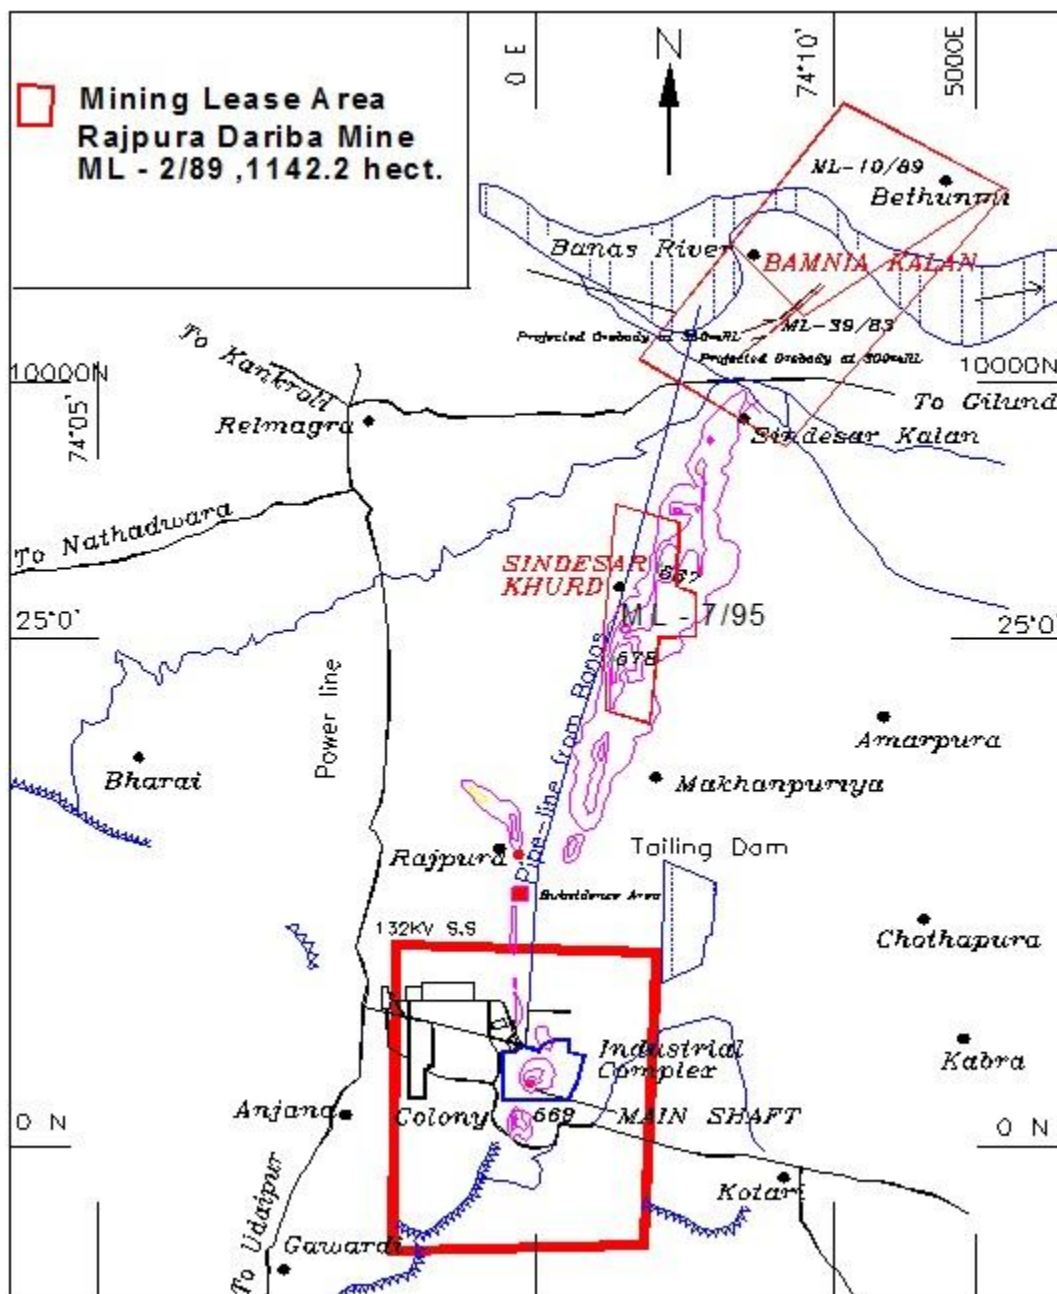 Mining Lease Area
Rajpura Dariba Mine
ML - 2/89 ,1142.2 hect.
0 E
N
74°10'
5000E
ML-10/89
Bethunmi
Banas River
BAMNIA KALAN
ML-39/83
Projected Orebody at 350mRL
Projected Orebody at 300mRL
To Kankroli
10000N
10000N
74°05'
To Gilund
Relmagra
Sindesar Kalan
To Nathadwara
SINDESAR
KHURD
667
ML - 7/95
25°0'
25°0'
678
Power line
Pipe-line from Banas
Amarpura
Bharai
Makhanpuriya
Rajpura
Tailing Dam
Subsidence Area
132KV S.S
Chothapura
Industrial
Complex
Kabra
Anjana
Colony
669
MAIN SHAFT
0 N
0 N
Kotari
To Udaipur
Gawardi